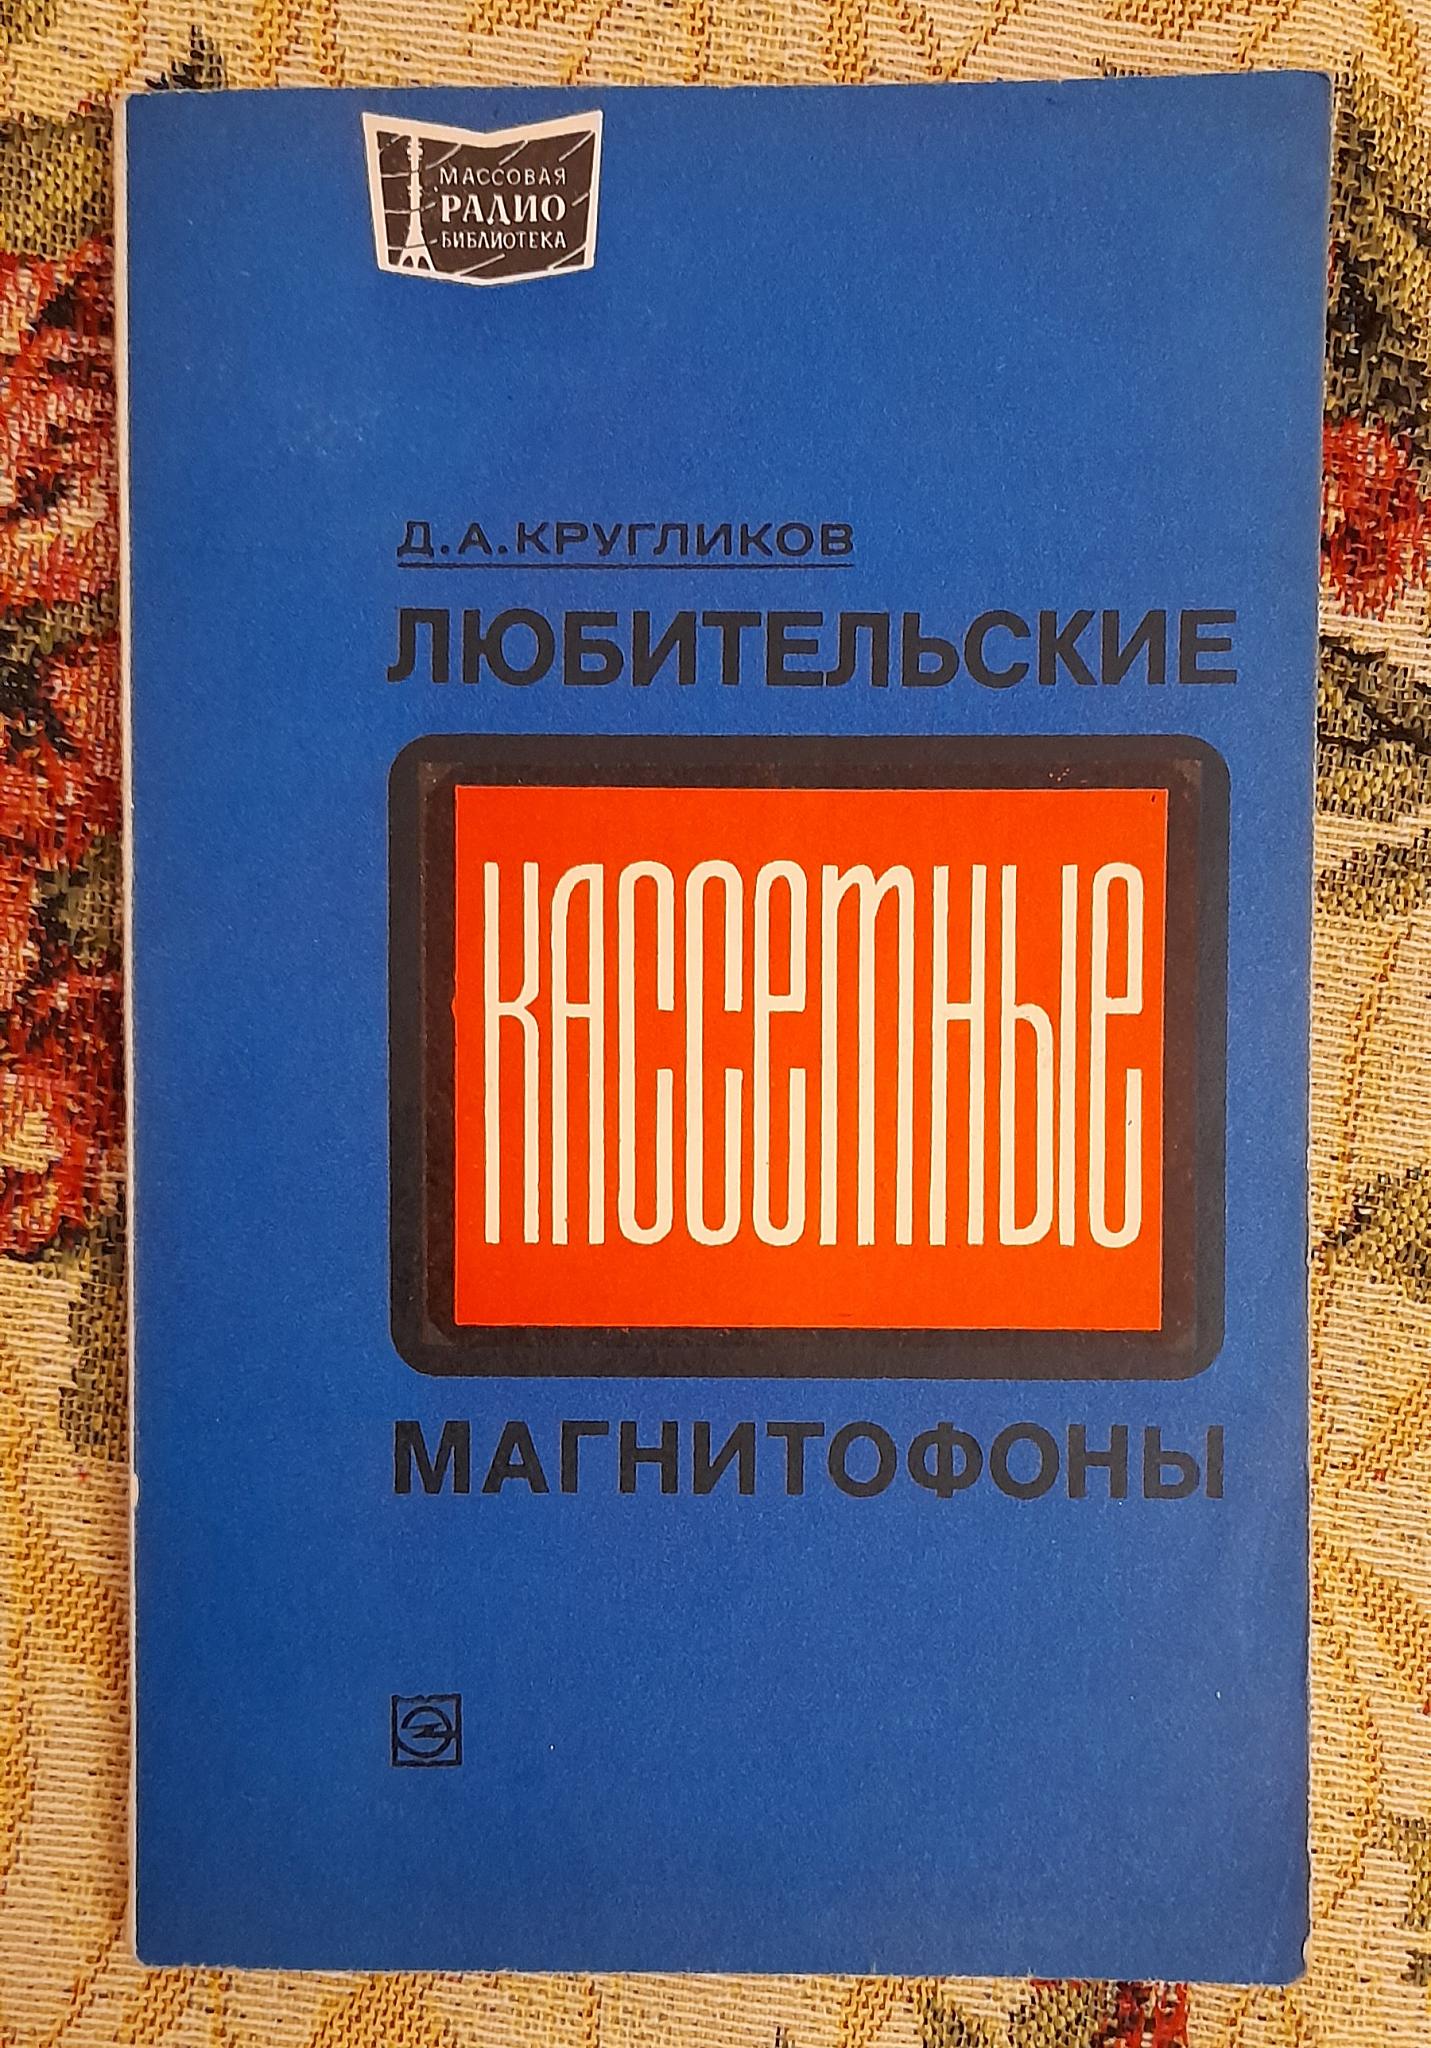 МАССОВАЯ
РАДИО
БИБЛИОТЕКА
Д.А.КРУГЛИКОВ
ЛЮБИТЕЛЬСКИЕ
КАССЕТНЫЕ
МАГНИТОФОНЫ